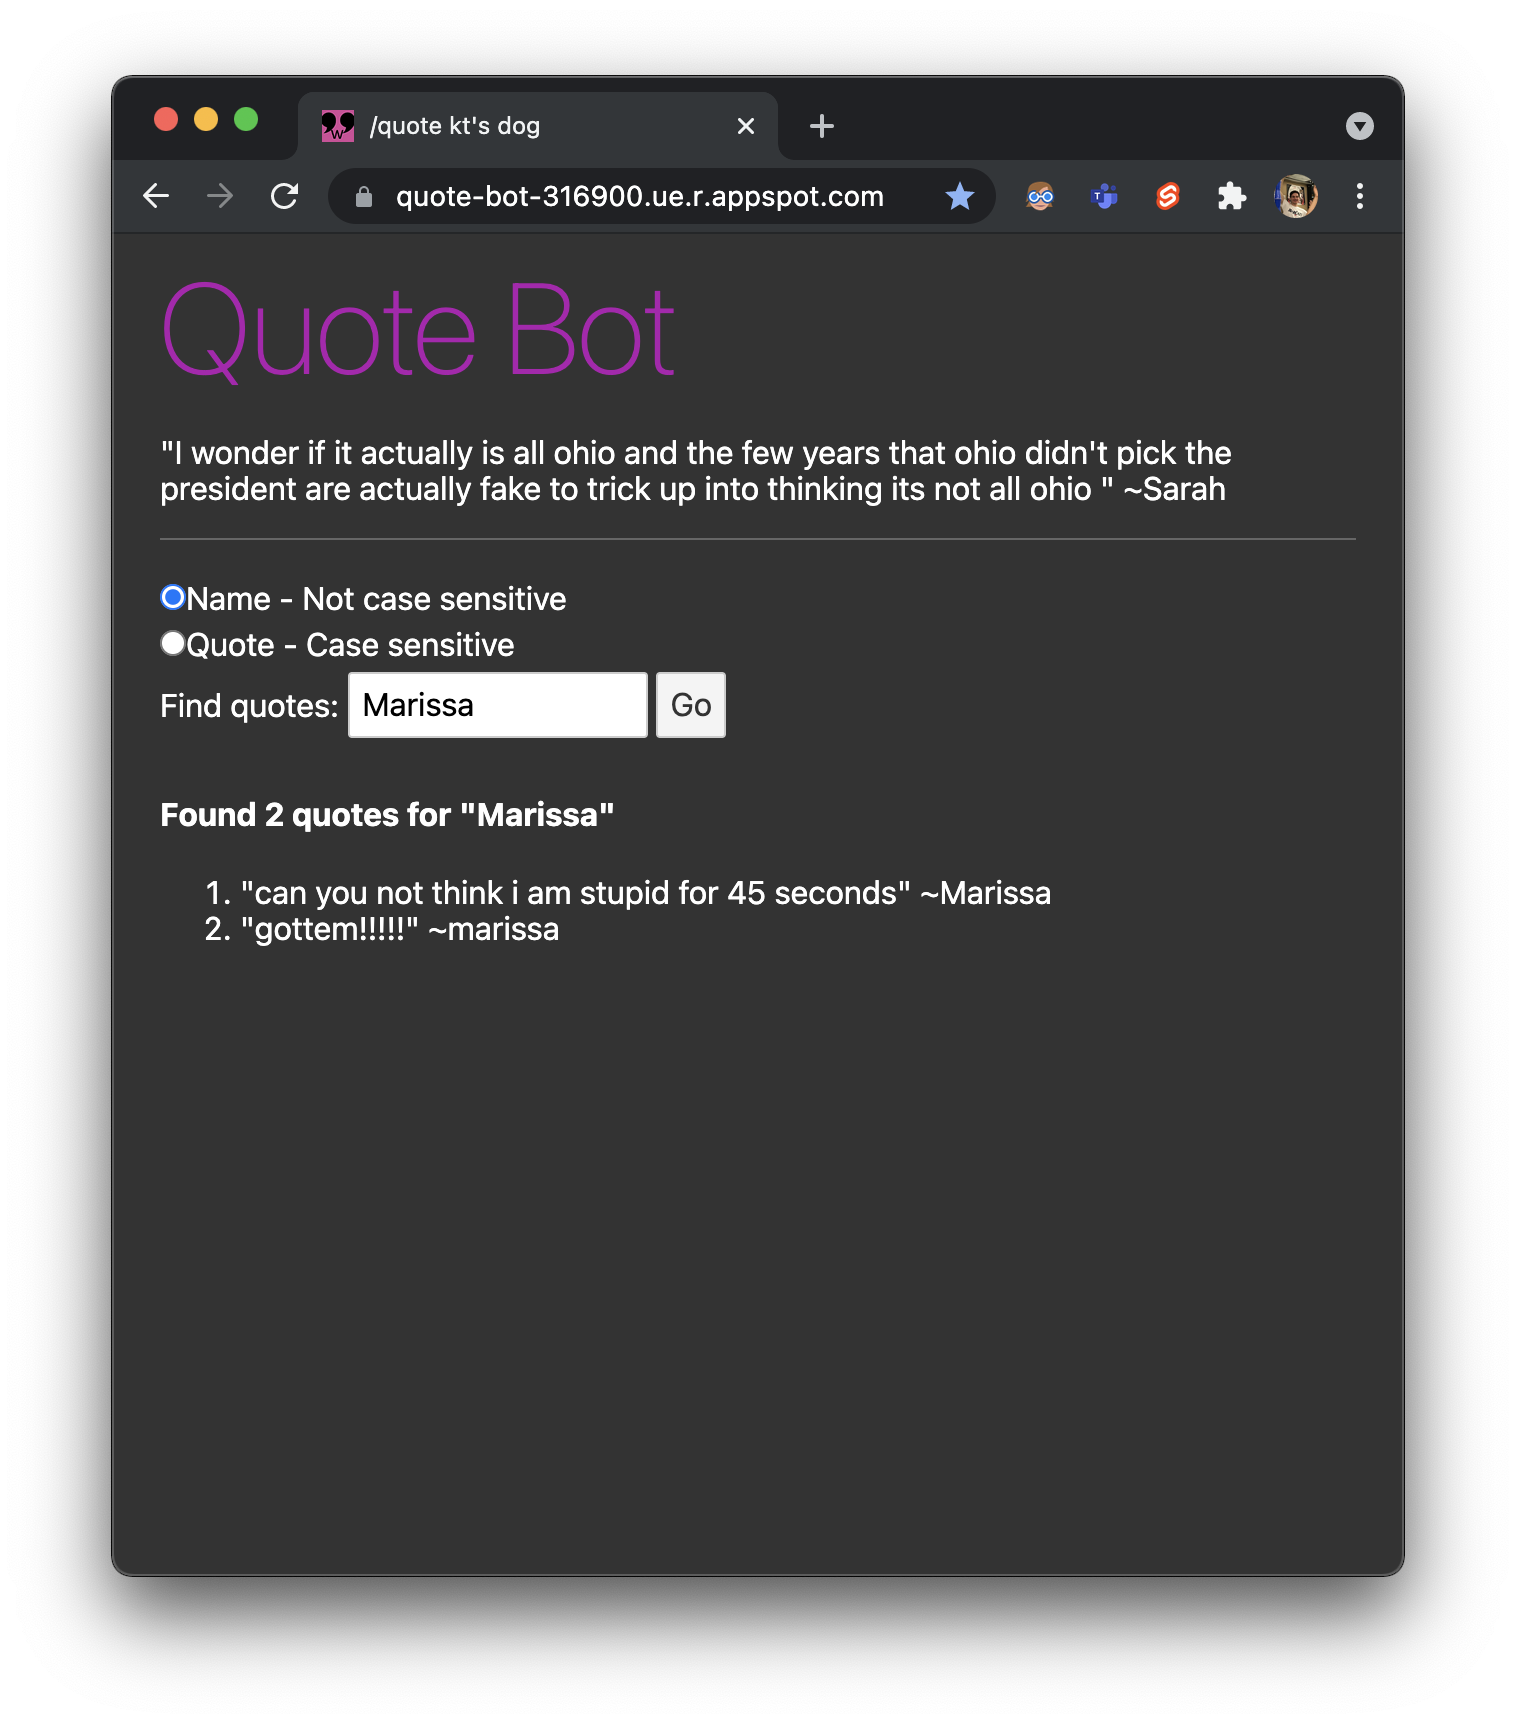 /quote kt's dog
quote-bot-316900.ue.r.appspot.com
Quote Bot
"I wonder if it actually is all ohio and the few years that ohio didn't pick the
president are actually fake to trick up into thinking its not all ohio " ~Sarah
Name - Not case sensitive
Quote - Case sensitive
Find quotes: Marissa Go
Found 2 quotes for "Marissa"
1. "can you not think i am stupid for 45 seconds" ~Marissa
2. "gottem!!!!!" ~marissa